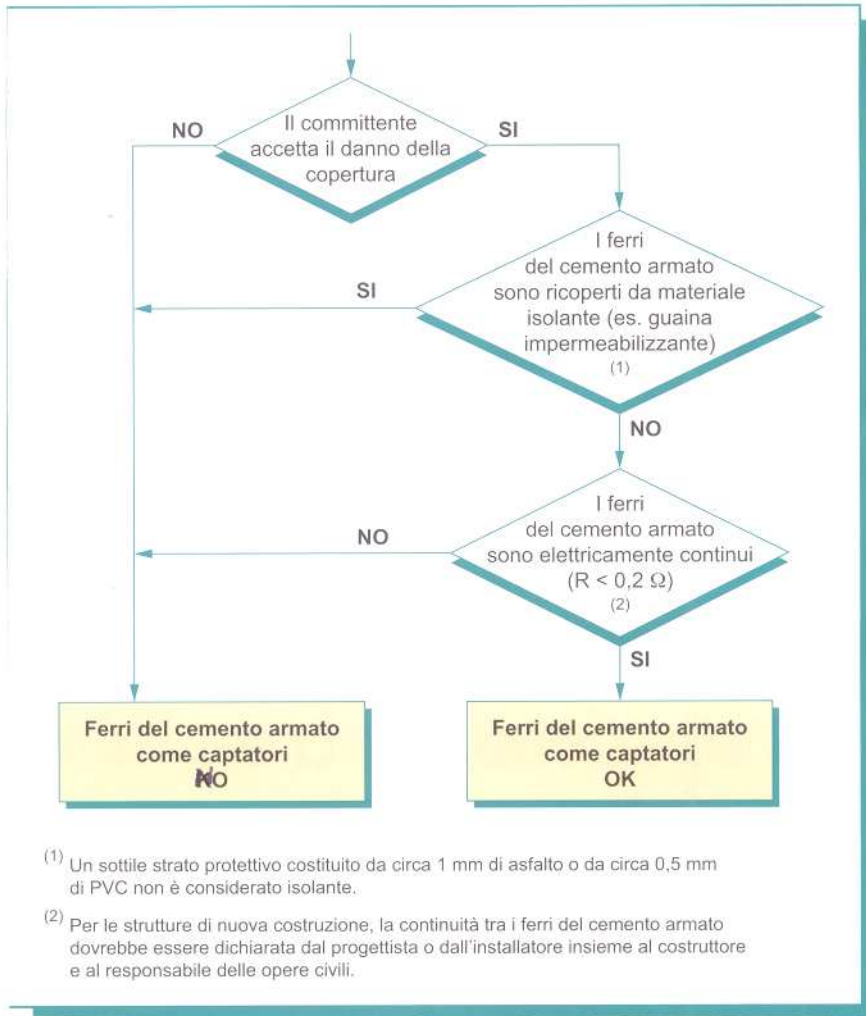 NO
Il committente
accetta il danno della
copertura
SI
I ferri
del cemento armato
sono ricoperti da materiale
isolante (es. guaina
impermeabilizzante)
(1)
SI
NO
I ferri
del cemento armato
sono elettricamente continui
(R < 0,2 Ω)
(2)
NO
SI
Ferri del cemento armato
come captatori
NO
Ferri del cemento armato
come captatori
OK
(1) Un sottile strato protettivo costituito da circa 1 mm di asfalto o da circa 0,5 mm
di PVC non è considerato isolante.
(2) Per le strutture di nuova costruzione, la continuità tra i ferri del cemento armato
dovrebbe essere dichiarata dal progettista o dall'installatore insieme al costruttore
e al responsabile delle opere civili.